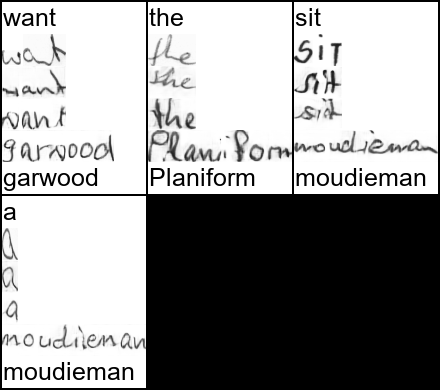 want
want
want
want
garwood
garwood
the
the
the
the
Planiform
Planiform
sit
SIT
sit
sit
moudieman
moudieman
a
a
a
a
moudieman
moudieman